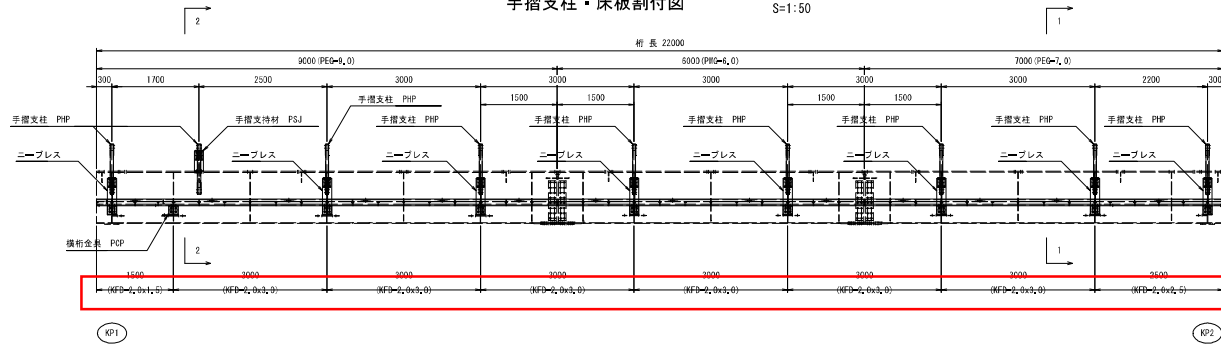 手摺支柱・床板割付図
S=1:50
2
1
桁 長 22000
9000(PEG-9.0)
6000(PMG-6.0)
7000(PEG-7.0)
300 1700 2500 3000 3000 3000 3000 3000 2200 300
1500 1500 1500 1500
手摺支柱 PHP
手摺支柱 PHP 手摺支持材 PSJ 手摺支柱 PHP 手摺支柱 PHP 手摺支柱 PHP 手摺支柱 PHP 手摺支柱 PHP 手摺支柱 PHP
ニーブレス ニーブレス ニーブレス ニーブレス ニーブレス ニーブレス ニーブレス ニーブレス
横桁金具 PCP
2
1
1500 3000 3000 3000 3000 3000 3000 2500
(KFD-2.0x1.5) (KFD-2.0x3.0) (KFD-2.0x3.0) (KFD-2.0x3.0) (KFD-2.0x3.0) (KFD-2.0x3.0) (KFD-2.0x3.0) (KFD-2.0x2.5)
KP1 KP2